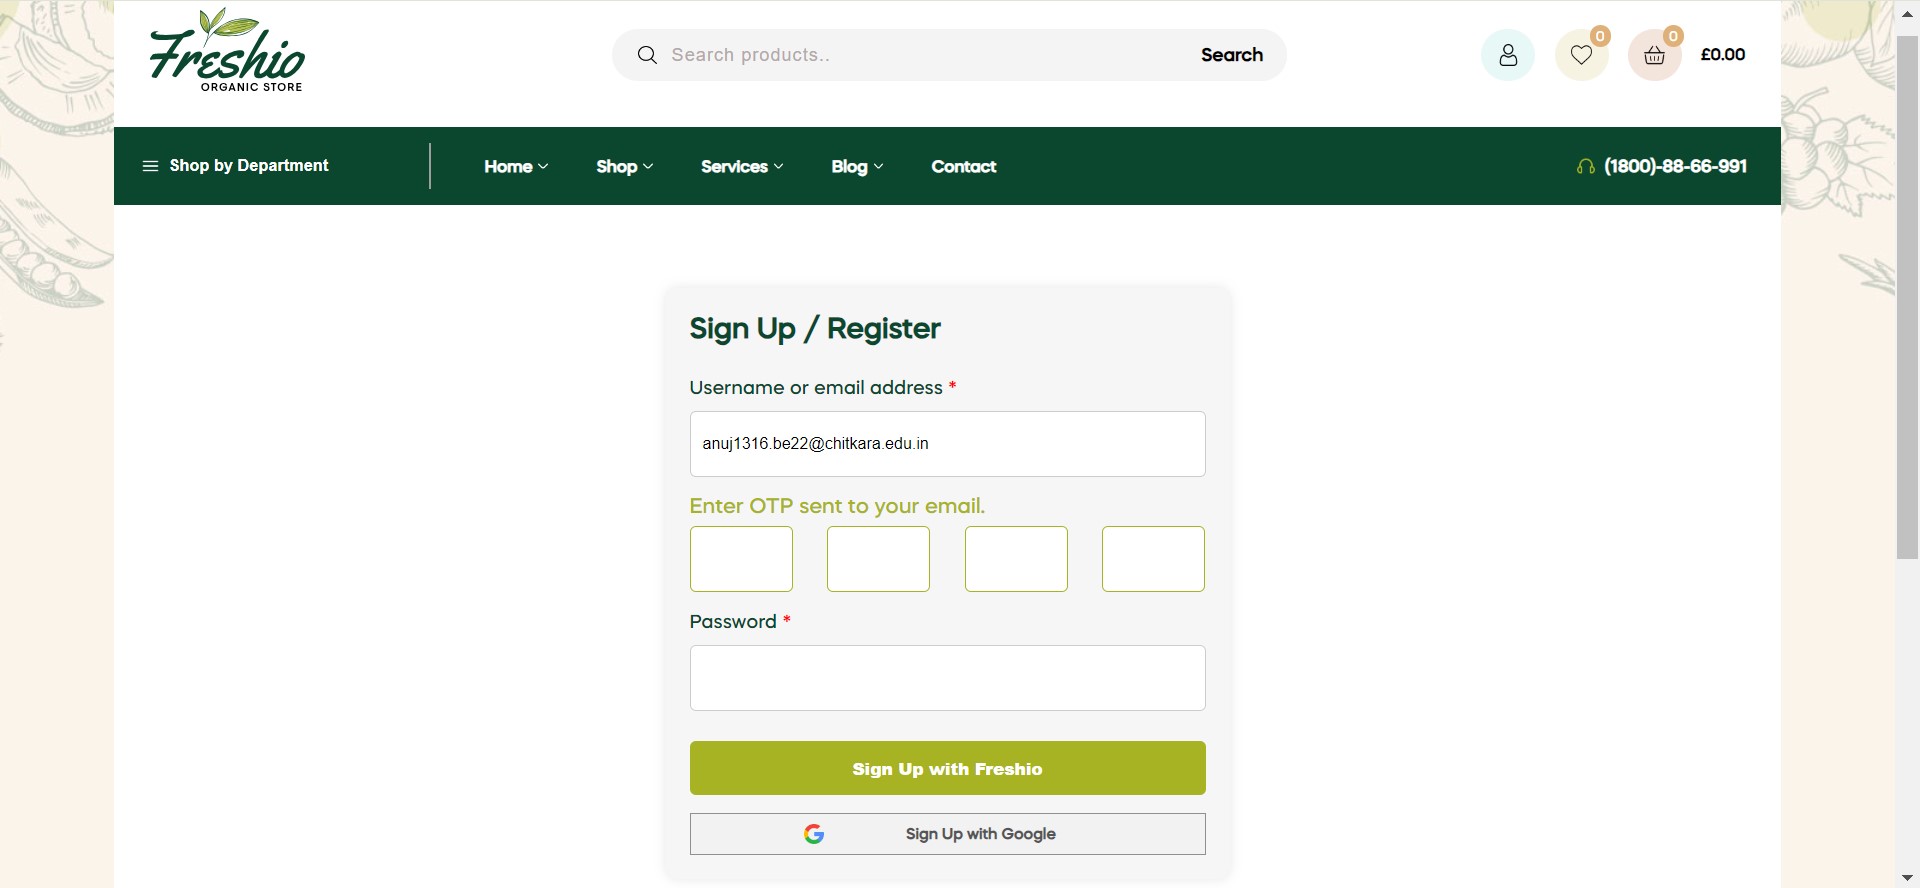 Freshio
ORGANIC STORE
Search products..
Search
0
0
£0.00
Shop by Department
Home
Shop
Services
Blog
Contact
(1800)-88-66-991
Sign Up / Register
Username or email address *
anuj1316.be22@chitkara.edu.in
Enter OTP sent to your email.
Password *
Sign Up with Freshio
Sign Up with Google